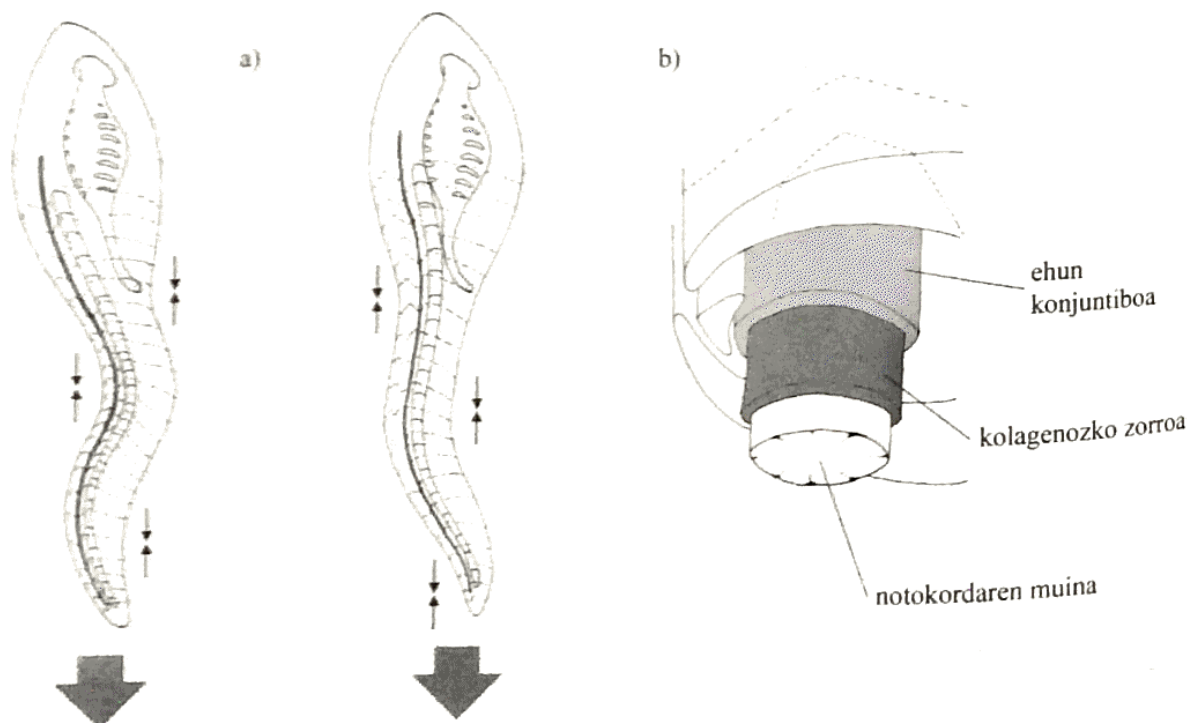 a)
b)
ehun
konjuntiboa
kolagenozko zorroa
notokordaren muina